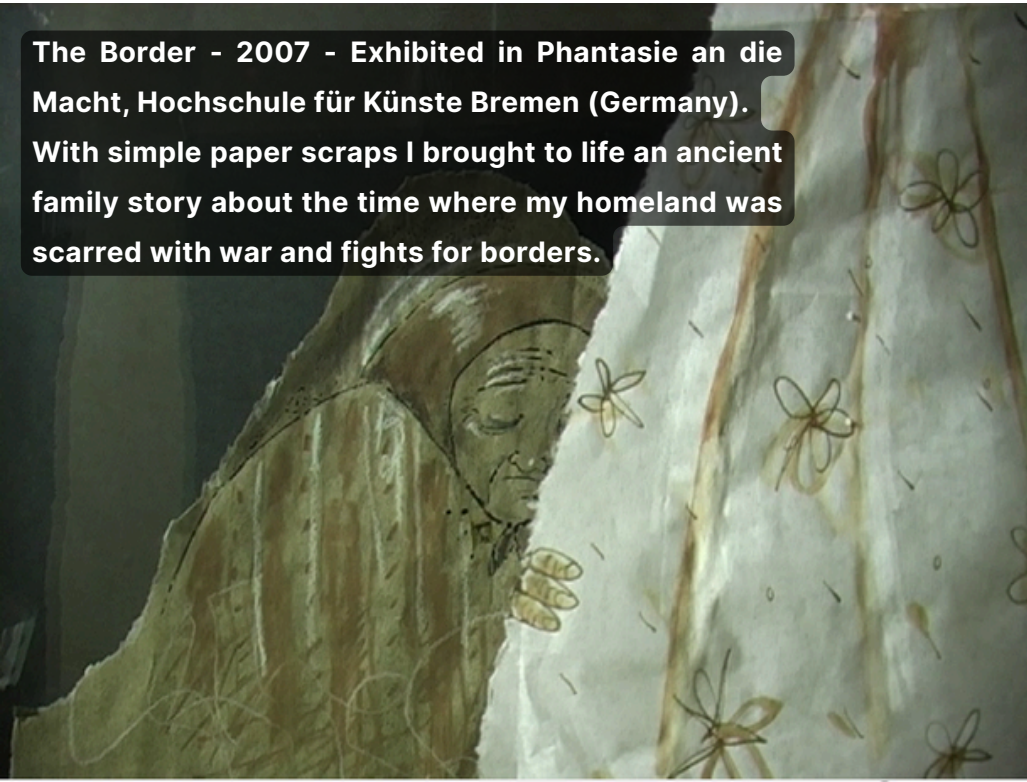 The Border - 2007 - Exhibited in Phantasie an die
Macht, Hochschule für Künste Bremen (Germany).
With simple paper scraps I brought to life an ancient
family story about the time where my homeland was
scarred with war and fights for borders.